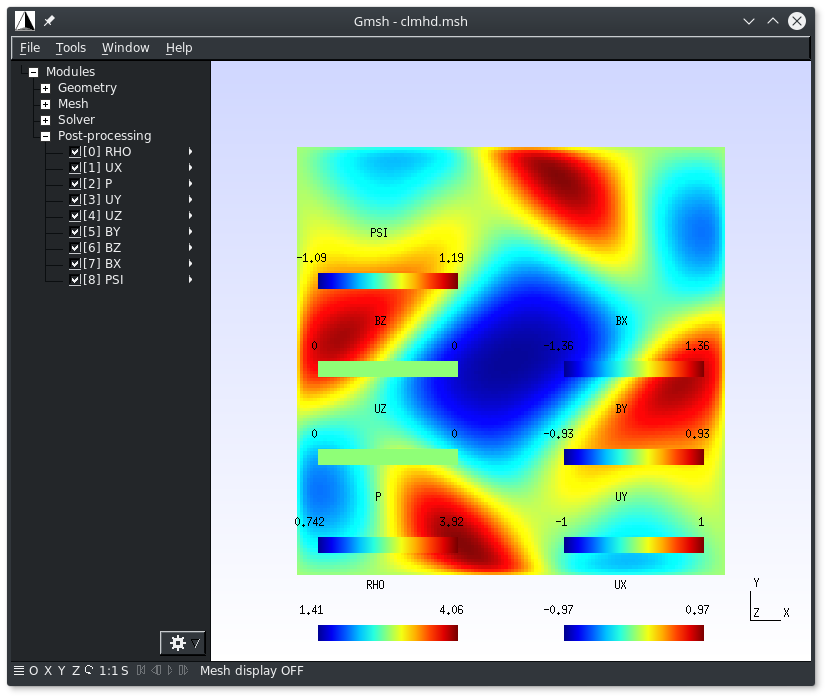 Gmsh - clmhd.msh
File Tools Window Help
Modules
Geometry
Mesh
Solver
Post-processing
[0] RHO
[1] UX
[2] P
[3] UY
[4] UZ
[5] BY
[6] BZ
[7] BX
[8] PSI
PSI
-1.09 1.19
BZ BX
0 0 -1.36 1.36
UZ BY
0 0 -0.93 0.93
P UY
0.742 3.92 -1 1
RHO UX
1.41 4.06 -0.97 0.97
Y
Z X
O X Y Z 1:1 S Mesh display OFF